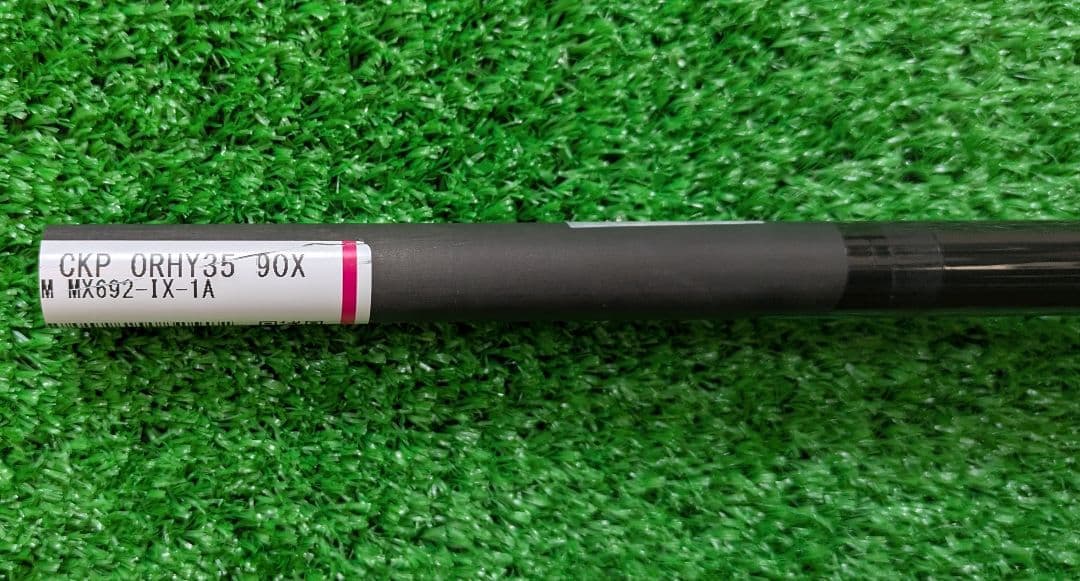 CKP ORHY35 90X
M MX692-IX-1A